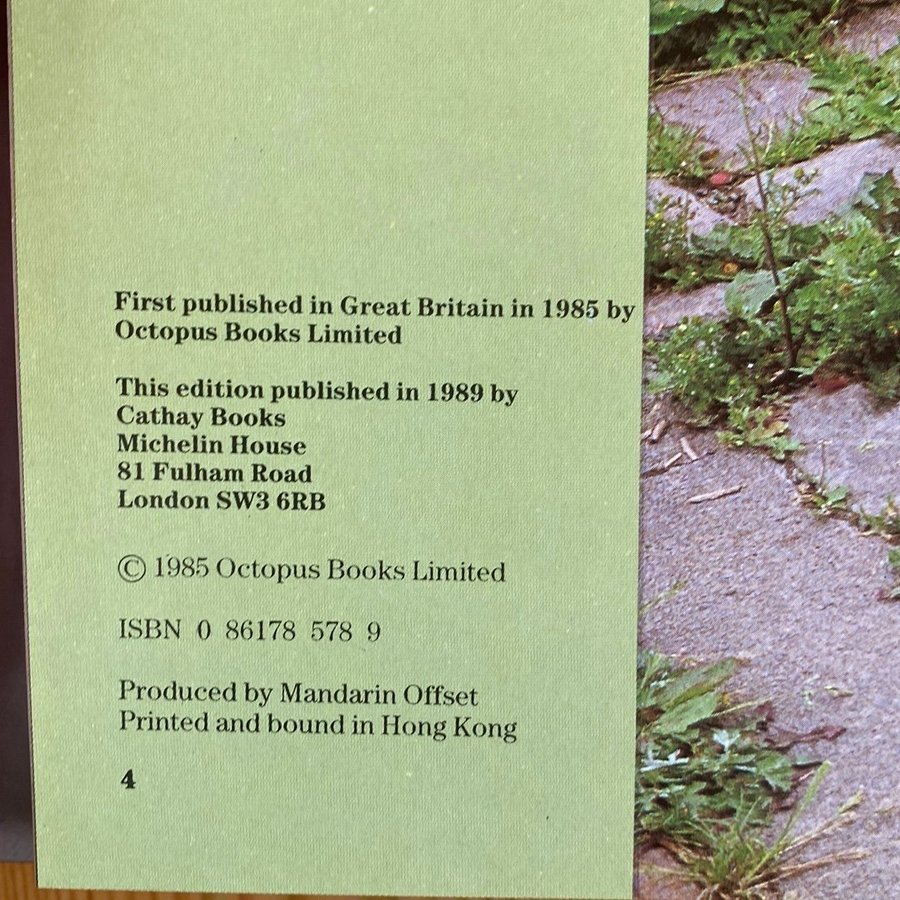 First published in Great Britain in 1985 by
Octopus Books Limited
This edition published in 1989 by
Cathay Books
Michelin House
81 Fulham Road
London SW3 6RB
© 1985 Octopus Books Limited
ISBN 0 86178 578 9
Produced by Mandarin Offset
Printed and bound in Hong Kong
4